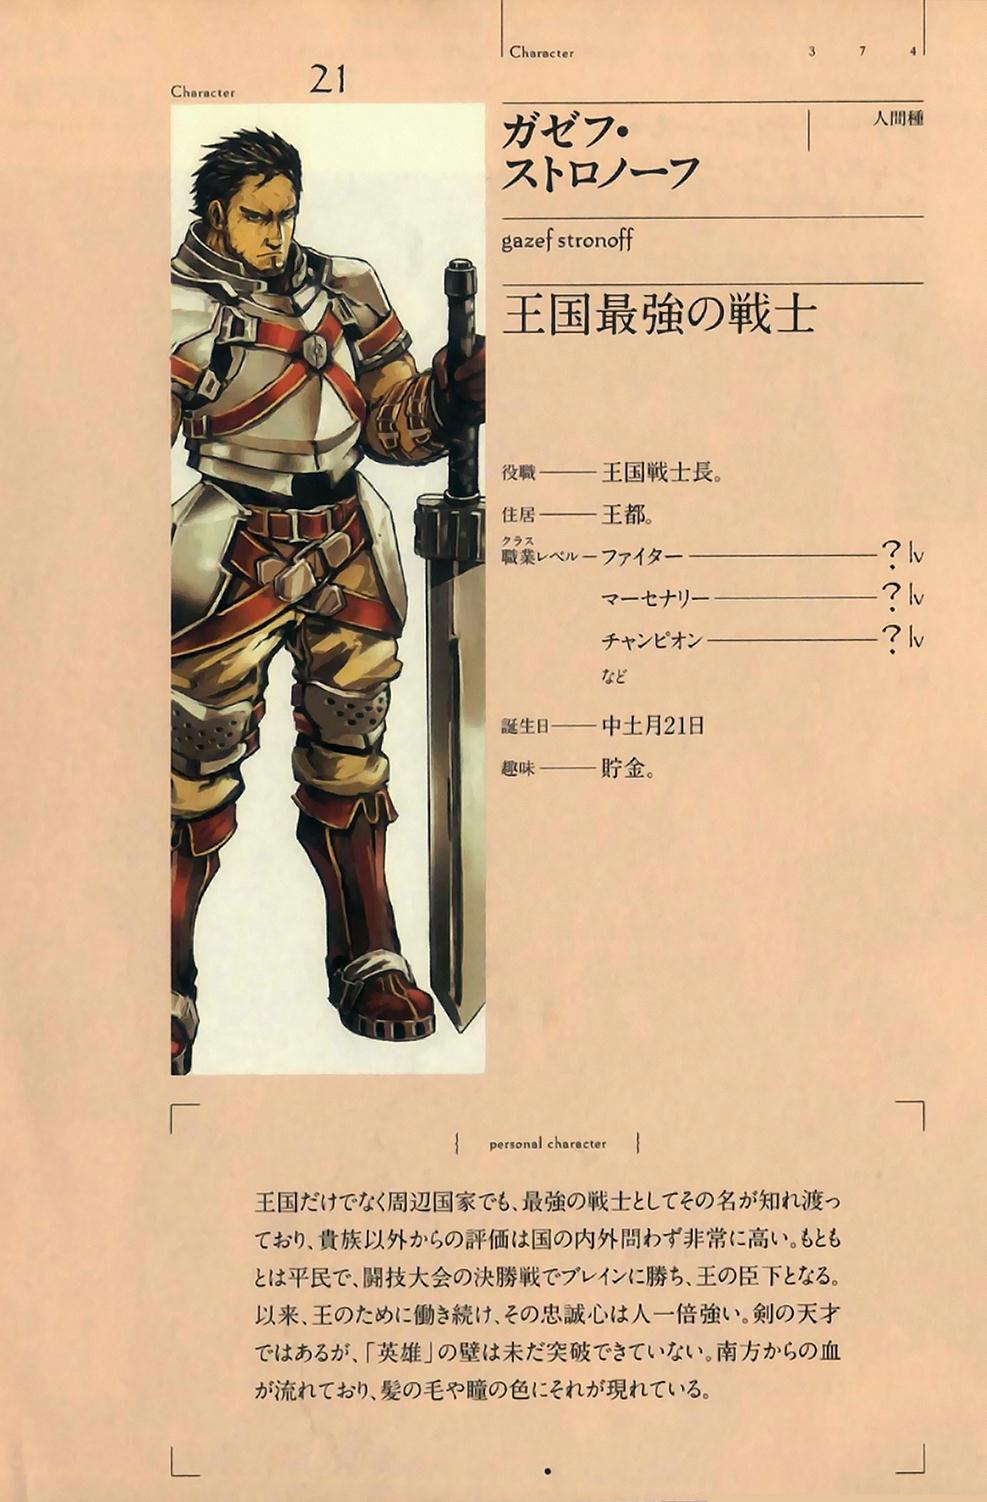 Character
3 7 4
Character
21
ガゼフ・
ストロノーフ
人間種
gazef stronoff
王国最強の戦士
役職――王国戦士長。
住居――王都。
クラス
職業レベル―ファイター――?lv
マーセナリー――?lv
チャンピオン――?lv
など
誕生日――中土月21日
趣味――貯金。
personal character
王国だけでなく周辺国家でも、最強の戦士としてその名が知れ渡っ
ており、貴族以外からの評価は国の内外問わず非常に高い。もとも
とは平民で、闘技大会の決勝戦でブレインに勝ち、王の臣下となる。
以来、王のために働き続け、その忠誠心は人一倍強い。剣の天才
ではあるが、「英雄」の壁は未だ突破できていない。南方からの血
が流れており、髪の毛や瞳の色にそれが現れている。